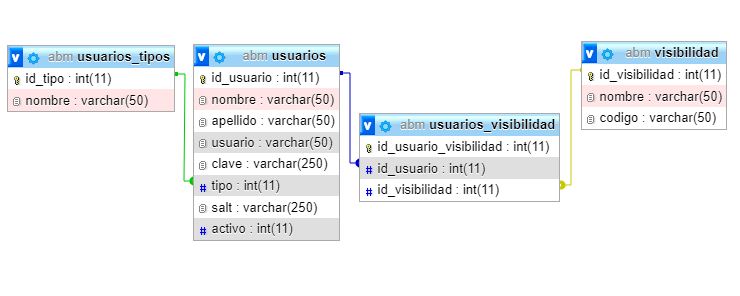 v abm usuarios_tipos
id_tipo : int(11)
nombre : varchar(50)
v abm usuarios
id_usuario : int(11)
nombre : varchar(50)
apellido : varchar(50)
usuario : varchar(50)
clave : varchar(250)
# tipo : int(11)
salt : varchar(250)
# activo : int(11)
v abm usuarios_visibilidad
id_usuario_visibilidad : int(11)
# id_usuario : int(11)
# id_visibilidad : int(11)
v abm visibilidad
id_visibilidad : int(11)
nombre : varchar(50)
codigo : varchar(50)